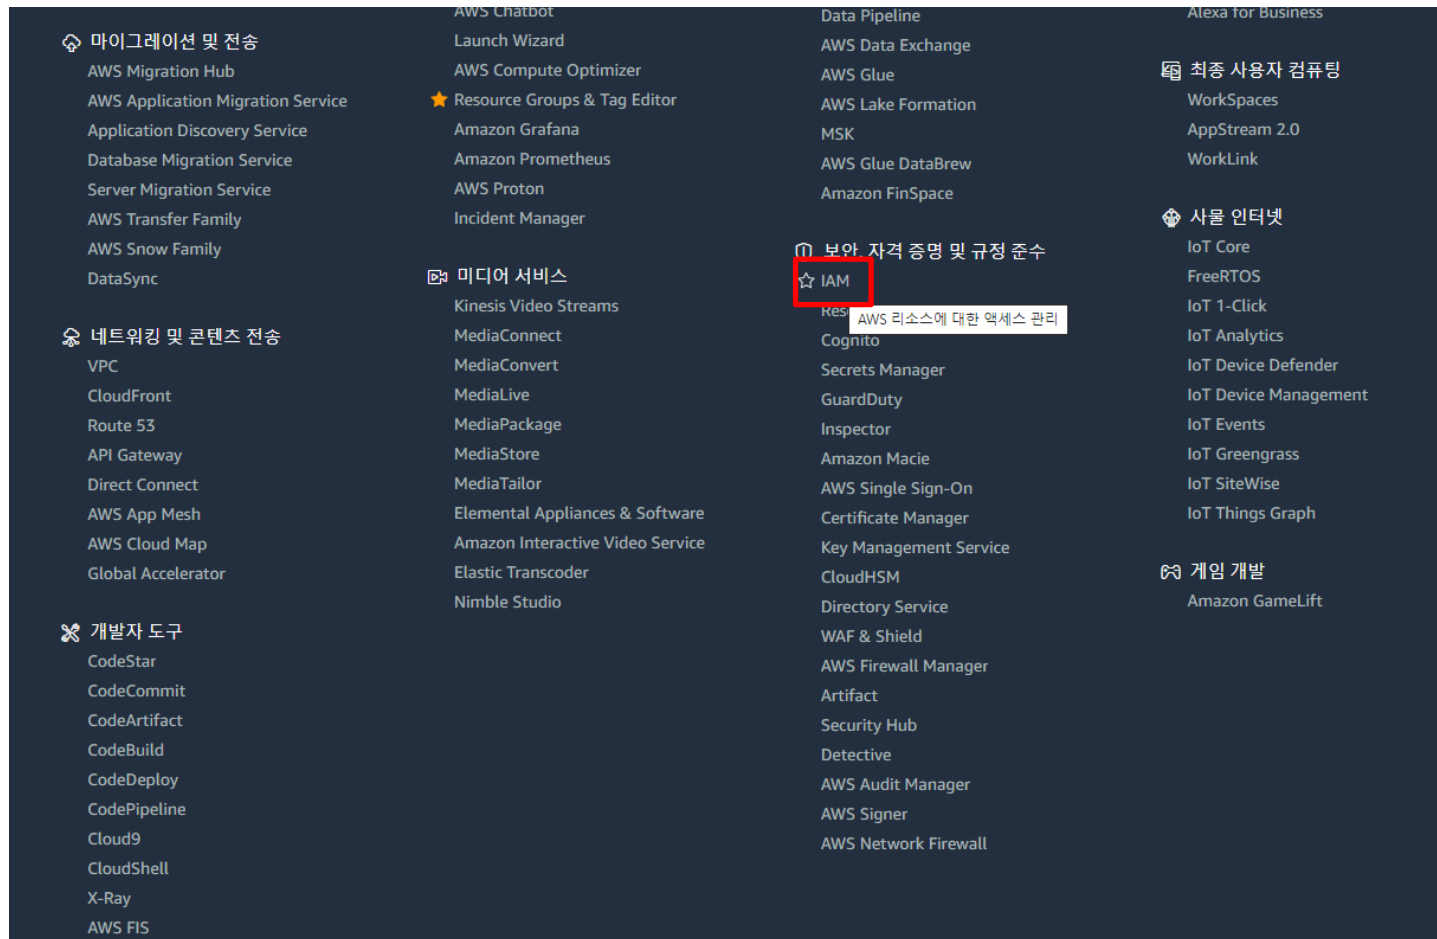 마이그레이션 및 전송
AWS Migration Hub
AWS Application Migration Service
Application Discovery Service
Database Migration Service
Server Migration Service
AWS Transfer Family
AWS Snow Family
DataSync
네트워킹 및 콘텐츠 전송
VPC
CloudFront
Route 53
API Gateway
Direct Connect
AWS App Mesh
AWS Cloud Map
Global Accelerator
개발자 도구
CodeStar
CodeCommit
CodeArtifact
CodeBuild
CodeDeploy
CodePipeline
Cloud9
CloudShell
X-Ray
AWS FIS
AWS Chatbot
Launch Wizard
AWS Compute Optimizer
Resource Groups & Tag Editor
Amazon Grafana
Amazon Prometheus
AWS Proton
Incident Manager
미디어 서비스
Kinesis Video Streams
MediaConnect
MediaConvert
MediaLive
MediaPackage
MediaStore
MediaTailor
Elemental Appliances & Software
Amazon Interactive Video Service
Elastic Transcoder
Nimble Studio
Data Pipeline
AWS Data Exchange
AWS Glue
AWS Lake Formation
MSK
AWS Glue DataBrew
Amazon FinSpace
보안, 자격 증명 및 규정 준수
IAM
AWS 리소스에 대한 액세스 관리
Cognito
Secrets Manager
GuardDuty
Inspector
Amazon Macie
AWS Single Sign-On
Certificate Manager
Key Management Service
CloudHSM
Directory Service
WAF & Shield
AWS Firewall Manager
Artifact
Security Hub
Detective
AWS Audit Manager
AWS Signer
AWS Network Firewall
Alexa for Business
최종 사용자 컴퓨팅
WorkSpaces
AppStream 2.0
WorkLink
사물 인터넷
IoT Core
FreeRTOS
IoT 1-Click
IoT Analytics
IoT Device Defender
IoT Device Management
IoT Events
IoT Greengrass
IoT SiteWise
IoT Things Graph
게임 개발
Amazon GameLift